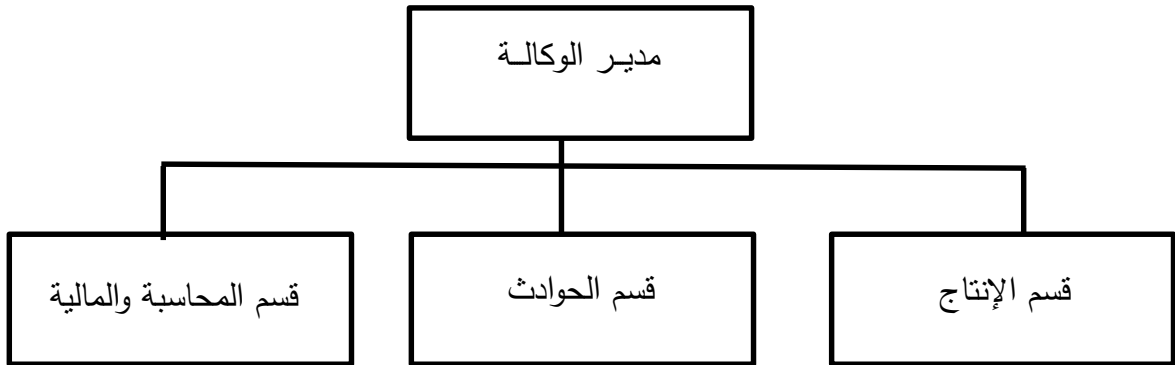 مديـر الوكالـة
قسم الإنتاج
قسم الحوادث
قسم المحاسبة والمالية